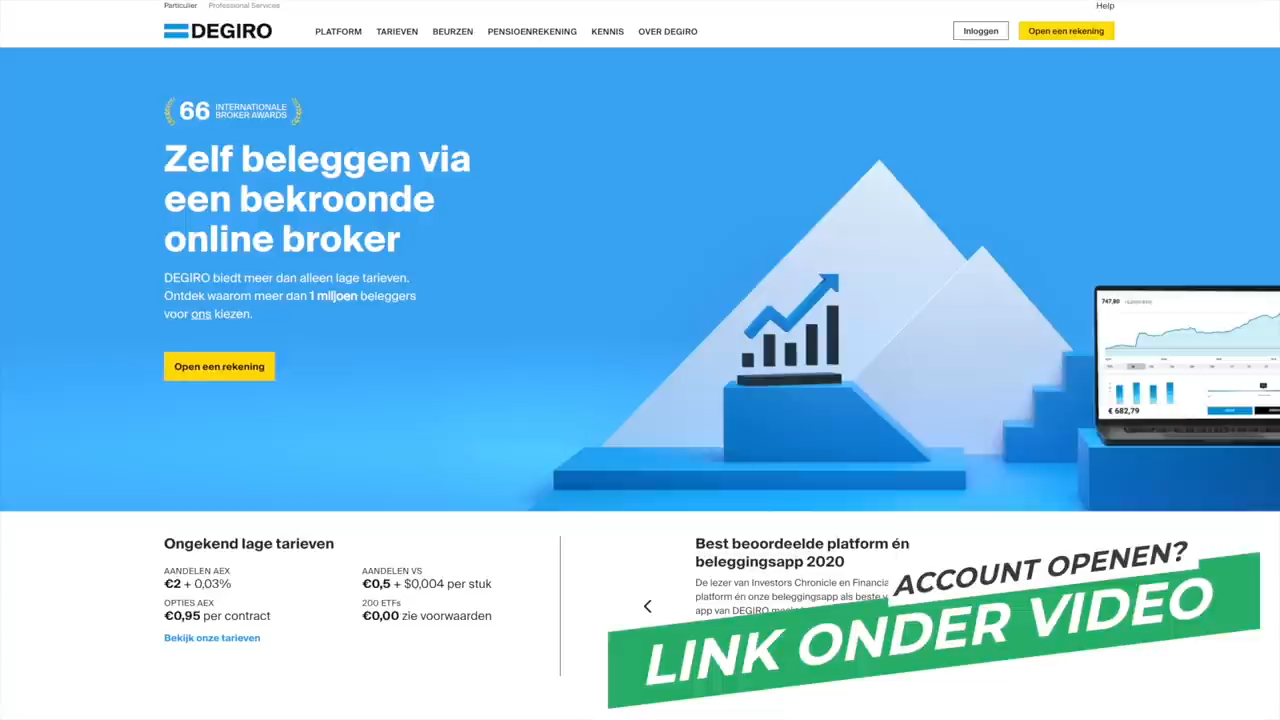 Particulier Professional Services
Help
DEGIRO
PLATFORM TARIEVEN BEURZEN PENSIOENREKENING KENNIS OVER DEGIRO
Inloggen
Open een rekening
66 INTERNATIONALE
BROKER AWARDS
Zelf beleggen via
een bekroonde
online broker
DEGIRO biedt meer dan alleen lage tarieven.
Ontdek waarom meer dan 1 miljoen beleggers
voor ons kiezen.
Open een rekening
747,80
€ 682,79
Ongekend lage tarieven
AANDELEN AEX
€2 + 0,03%
OPTIES AEX
€0,95 per contract
AANDELEN VS
€0,5 + $0,004 per stuk
200 ETFs
€0,00 zie voorwaarden
Bekijk onze tarieven
Best beoordeelde platform én
beleggingsapp 2020
De lezer van Investors Chronicle en
platform én onze beleggingsapp als beste
app van DEGIRO
ACCOUNT OPENEN?
LINK ONDER VIDEO